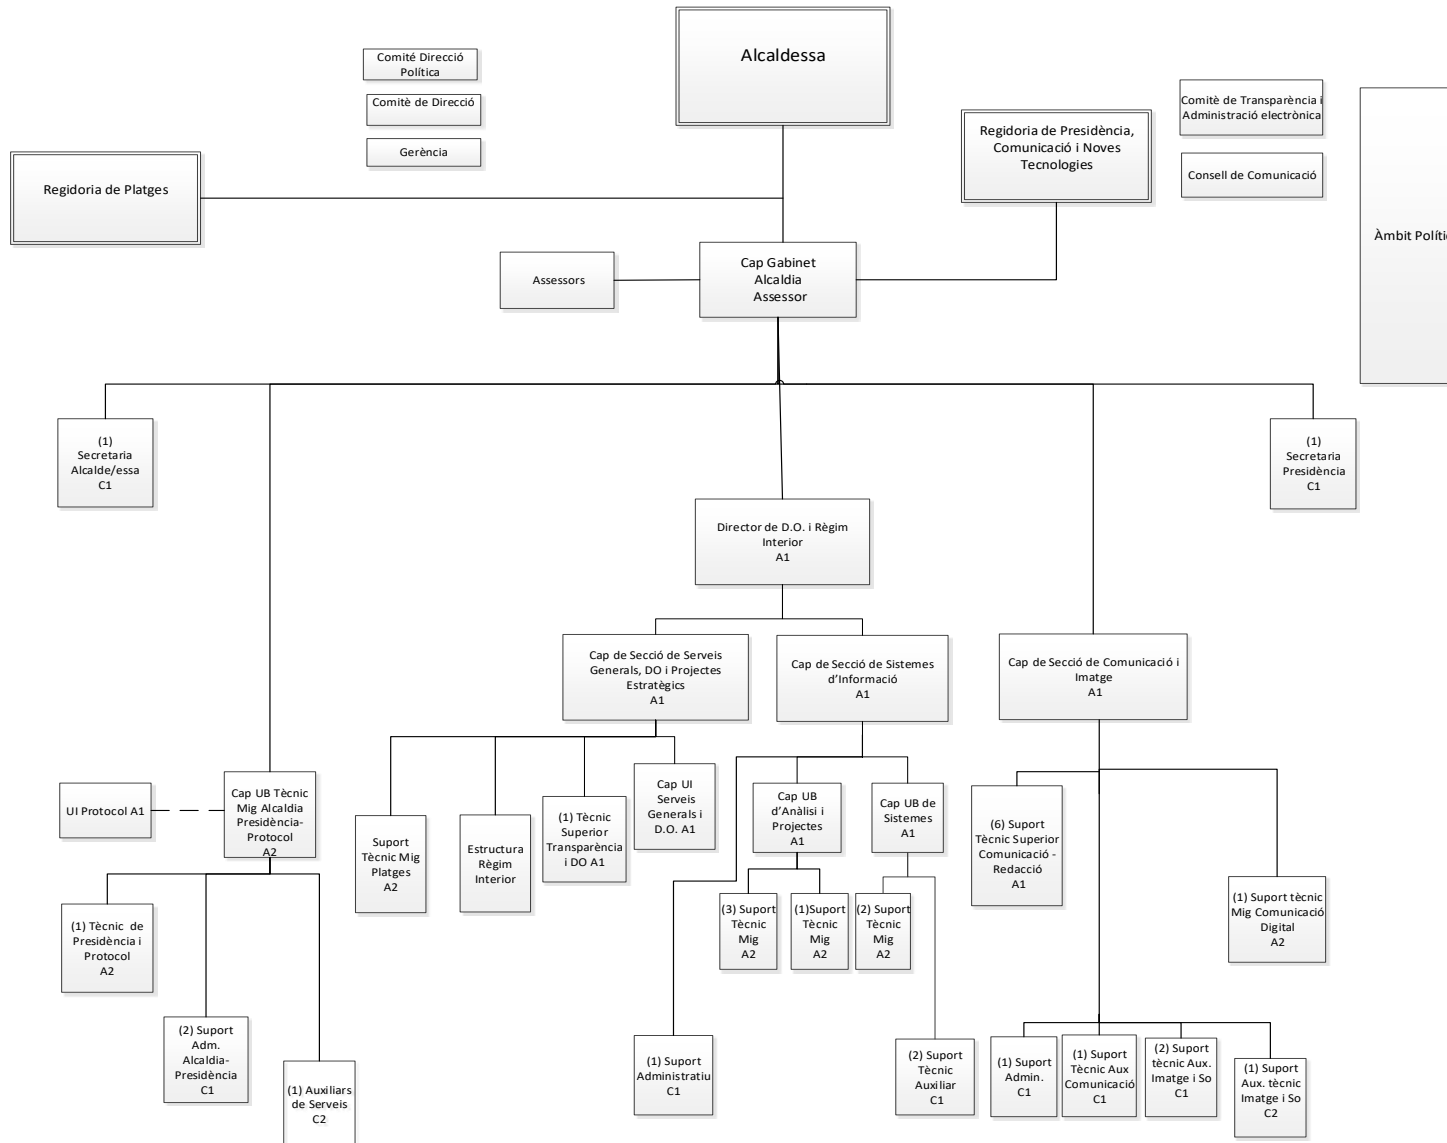 Alcaldessa
Comité Direcció
Política
Comitè de Direcció
Gerència
Regidoria de Platges
Regidoria de Presidència,
Comunicació i Noves
Tecnologies
Comitè de Transparència i
Administració electrònica
Consell de Comunicació
Àmbit Polític
Assessors
Cap Gabinet
Alcaldia
Assessor
(1)
Secretaria
Alcalde/essa
C1
(1)
Secretaria
Presidència
C1
Director de D.O. i Règim
Interior
A1
Cap de Secció de Serveis
Generals, DO i Projectes
Estratègics
A1
Cap de Secció de Sistemes
d’Informació
A1
Cap de Secció de Comunicació i
Imatge
A1
UI Protocol A1
Cap UB Tècnic
Mig Alcaldia
Presidència-
Protocol
A2
Suport
Tècnic Mig
Platges
A2
Estructura
Règim
Interior
(1) Tècnic
Superior
Transparència
i DO A1
Cap UI
Serveis
Generals i
D.O. A1
Cap UB
d’Anàlisi i
Projectes
A1
Cap UB de
Sistemes
A1
(6) Suport
Tècnic Superior
Comunicació -
Redacció
A1
(1) Suport tècnic
Mig Comunicació
Digital
A2
(1) Tècnic de
Presidència i
Protocol
A2
(3) Suport
Tècnic
Mig
A2
(1)Suport
Tècnic
Mig
A2
(2) Suport
Tècnic
Mig
A2
(2) Suport
Adm.
Alcaldia-
Presidència
C1
(1) Auxiliars
de Serveis
C2
(1) Suport
Administratiu
C1
(2) Suport
Tècnic
Auxiliar
C1
(1) Suport
Admin.
C1
(1) Suport
Tècnic Aux
Comunicació
C1
(2) Suport
tècnic Aux.
Imatge i So
C1
(1) Suport
Aux. tècnic
Imatge i So
C2